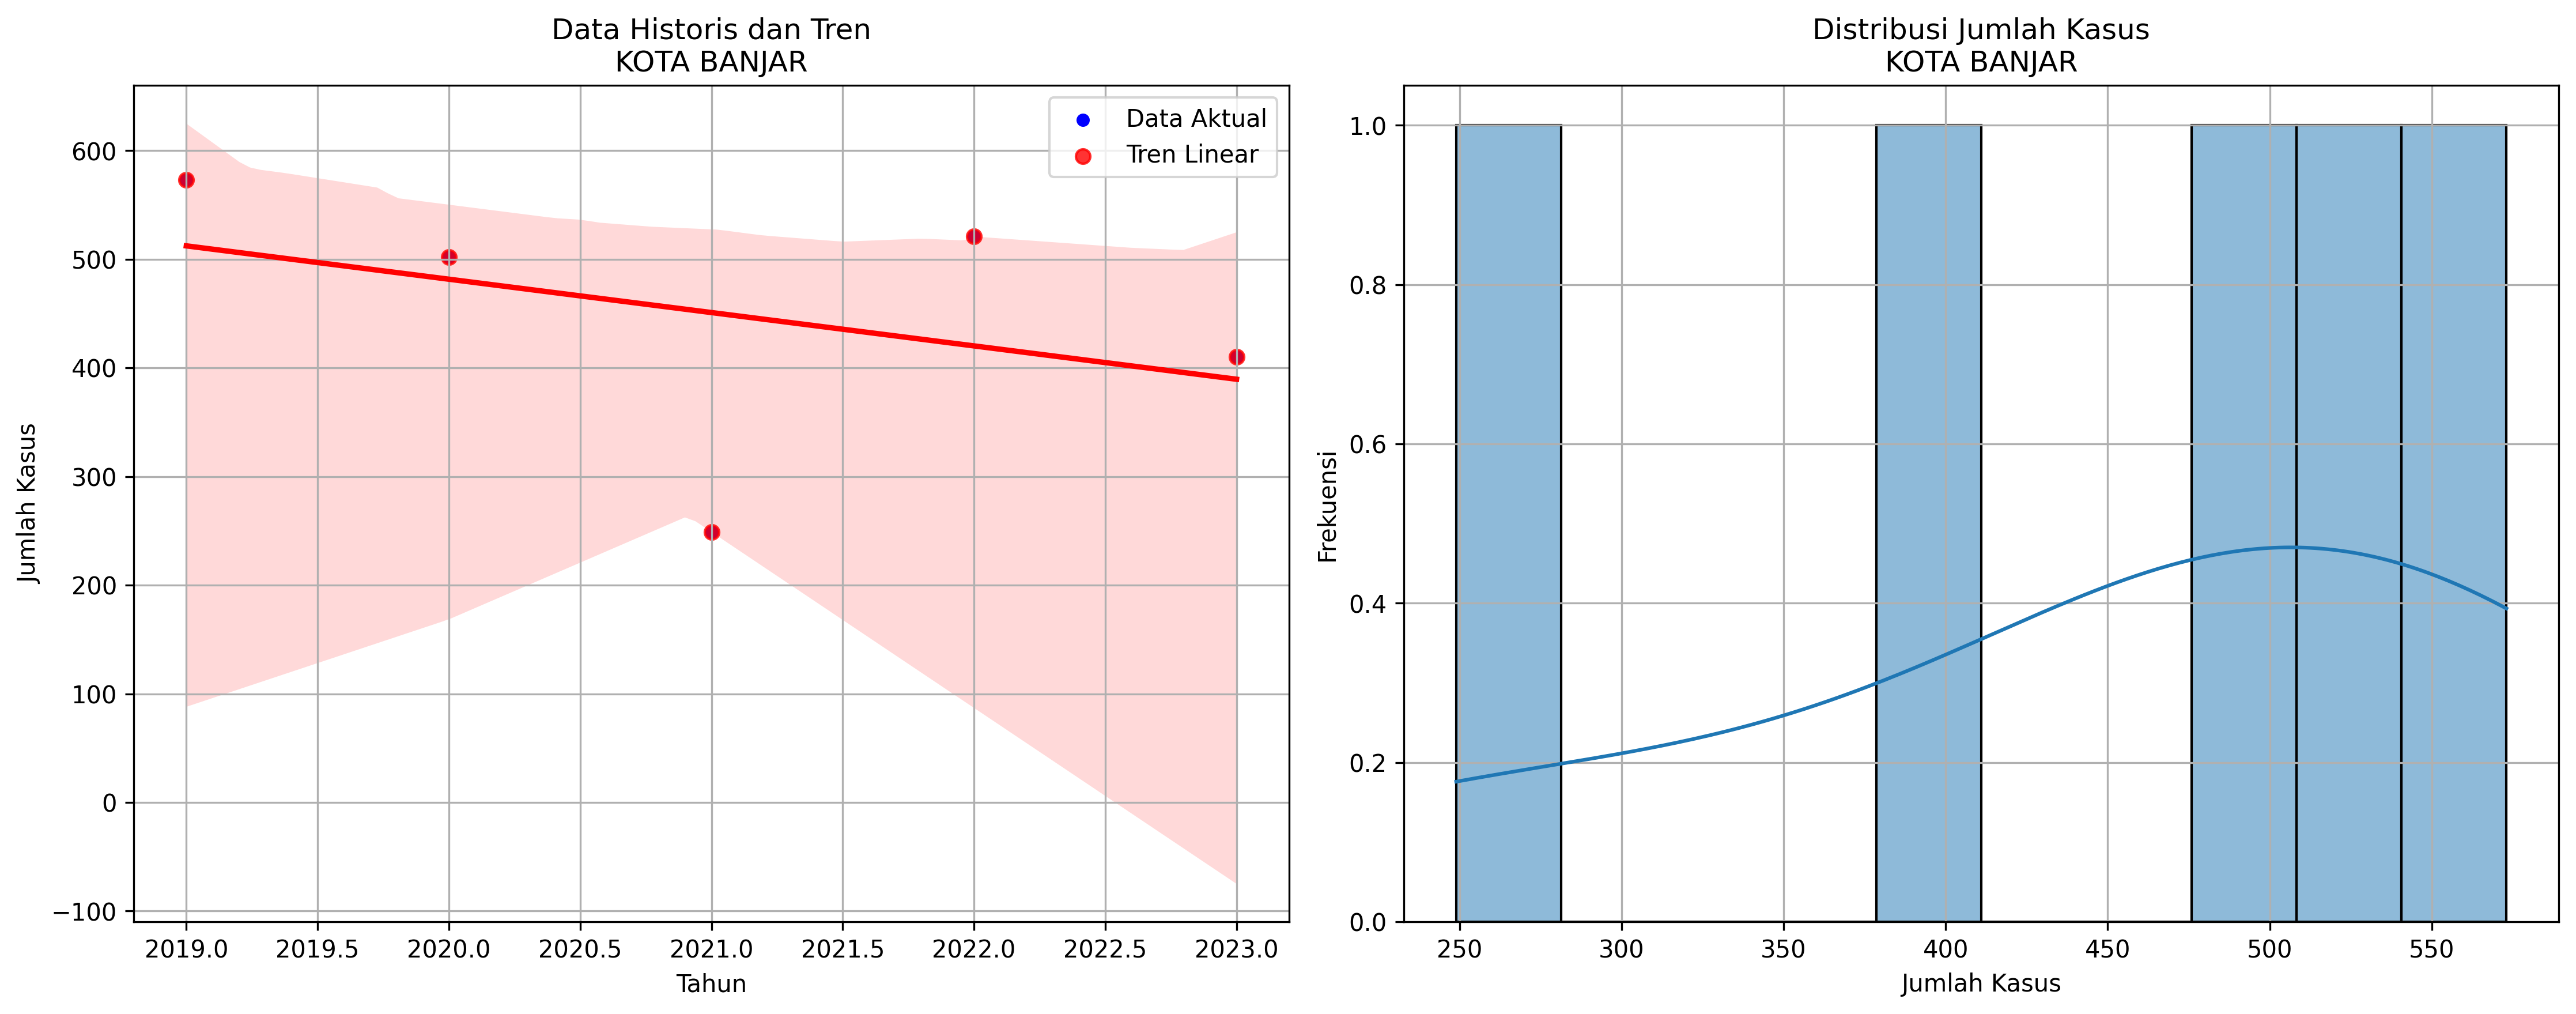 Data Historis dan Tren
KOTA BANJAR
Data Aktual
Tren Linear
600
500
400
300
200
100
0
−100
Jumlah Kasus
2019.0 2019.5 2020.0 2020.5 2021.0 2021.5 2022.0 2022.5 2023.0
Tahun
Distribusi Jumlah Kasus
KOTA BANJAR
1.0
0.8
0.6
0.4
0.2
0.0
Frekuensi
250 300 350 400 450 500 550
Jumlah Kasus